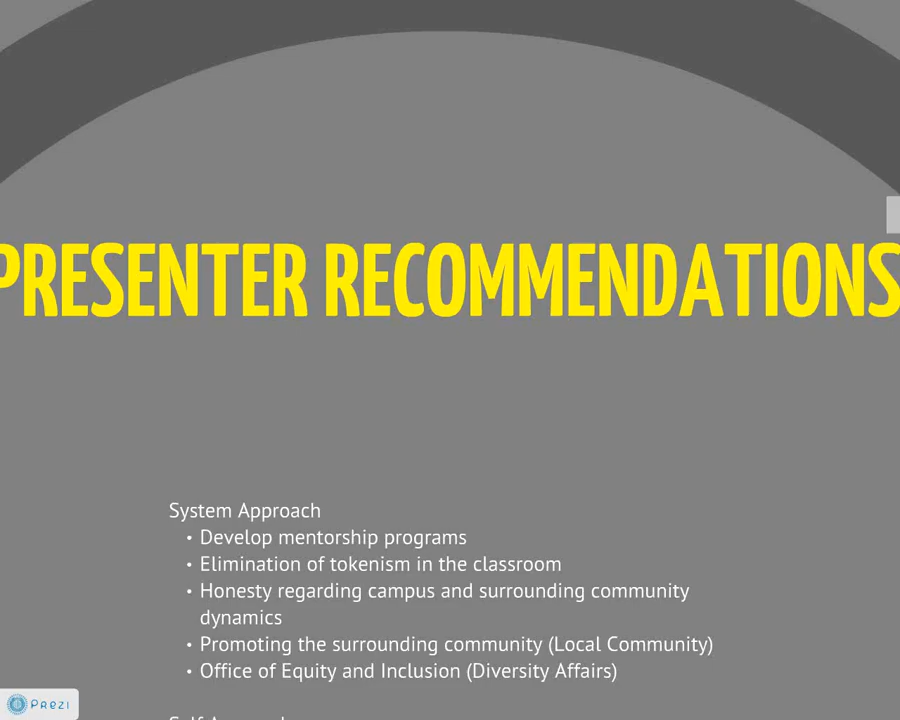 PRESENTER RECOMMENDATIONS
System Approach
• Develop mentorship programs
• Elimination of tokenism in the classroom
• Honesty regarding campus and surrounding community
dynamics
• Promoting the surrounding community (Local Community)
• Office of Equity and Inclusion (Diversity Affairs)
Prezi